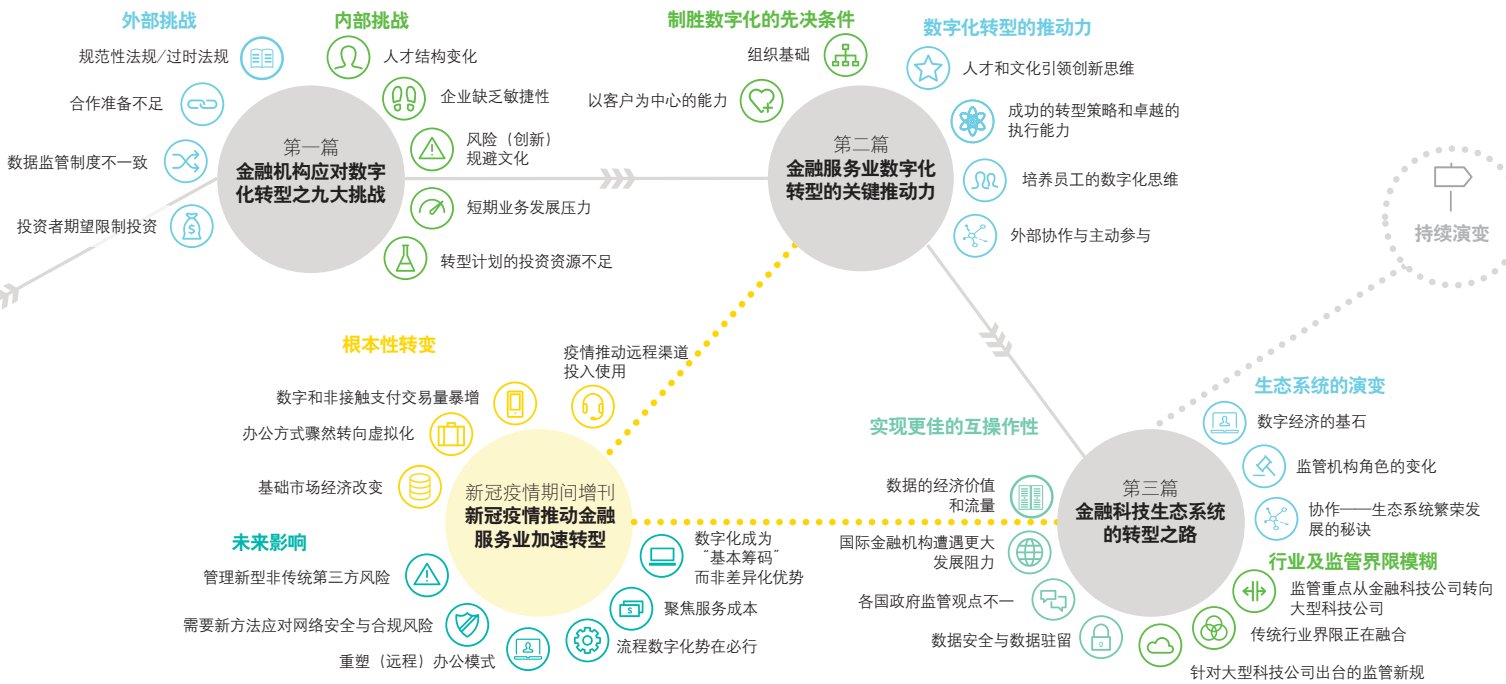 外部挑战
规范性法规/过时法规
合作准备不足
数据监管制度不一致
投资者期望限制投资
内部挑战
人才结构变化
企业缺乏敏捷性
风险（创新）
规避文化
短期业务发展压力
转型计划的投资资源不足
第一篇
金融机构应对数字
化转型之九大挑战
制胜数字化的先决条件
组织基础
以客户为中心的能力
数字化转型的推动力
人才和文化引领创新思维
成功的转型策略和卓越的
执行能力
培养员工的数字化思维
外部协作与主动参与
第二篇
金融服务业数字化
转型的关键推动力
持续演变
根本性转变
疫情推动远程渠道
投入使用
数字和非接触支付交易量暴增
办公方式骤然转向虚拟化
基础市场经济改变
新冠疫情期间增刊
新冠疫情推动金融
服务业加速转型
未来影响
管理新型非传统第三方风险
需要新方法应对网络安全与合规风险
重塑（远程）办公模式
数字化成为
“基本筹码”
而非差异化优势
聚焦服务成本
流程数字化势在必行
实现更佳的互操作性
数据的经济价值
和流量
国际金融机构遭遇更大
发展阻力
各国政府监管观点不一
数据安全与数据驻留
第三篇
金融科技生态系统
的转型之路
生态系统的演变
数字经济的基石
监管机构角色的变化
协作——生态系统繁荣发
展的秘诀
行业及监管界限模糊
监管重点从金融科技公司转向
大型科技公司
传统行业界限正在融合
针对大型科技公司出台的监管新规